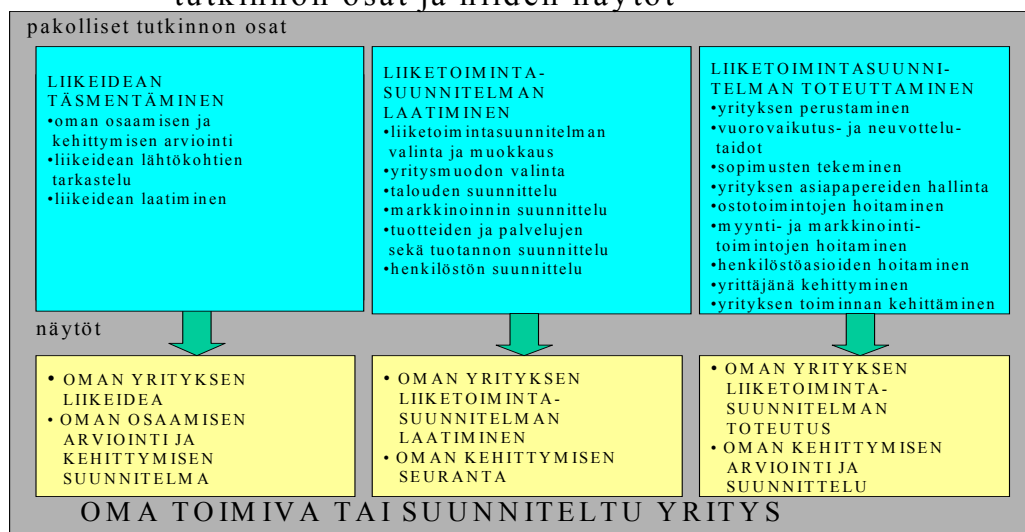 tutkinnon osat ja niiden näytöt
pakolliset tutkinnon osat
LIIKEIDEAN
TÄSMENTÄMINEN
•oman osaamisen ja
kehittymisen arviointi
•liikeidean lähtökohtien
tarkastelu
•liikeidean laatiminen
LIIKETOIMINTA-
SUUNNITELMAN
LAATIMINEN
•liiketoimintasuunnitelman
valinta ja muokkaus
•yritysmuodon valinta
•talouden suunnittelu
•markkinoinnin suunnittelu
•tuotteiden ja palvelujen
sekä tuotannon suunnittelu
•henkilöstön suunnittelu
LIIKETOIMINTASUUNNI-
TELMAN TOTEUTTAMINEN
•yrityksen perustaminen
•vuorovaikutus- ja neuvottelu-
taidot
•sopimusten tekeminen
•yrityksen asiapapereiden hallinta
•ostotoimintojen hoitaminen
•myynti- ja markkinointi-
toimintojen hoitaminen
•henkilöstöasioiden hoitaminen
•yrittäjänä kehittyminen
•yrityksen toiminnan kehittäminen
näytöt
• OMAN YRITYKSEN
LIIKEIDEA
• OMAN OSAAMISEN
ARVIOINTI JA
KEHITTYMISEN
SUUNNITELMA
• OMAN YRITYKSEN
LIIKETOIMINTA-
SUUNNITELMAN
LAATIMINEN
• OMAN KEHITTYMISEN
SEURANTA
• OMAN YRITYKSEN
LIIKETOIMINTA-
SUUNNITELMAN
TOTEUTUS
• OMAN KEHITTYMISEN
ARVIOINTI JA
SUUNNITTELU
OMA TOIMIVA TAI SUUNNITELTU YRITYS